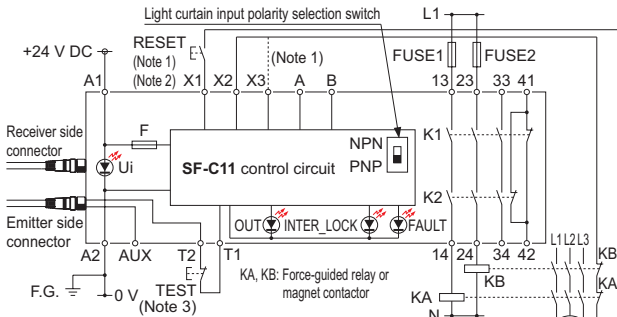 Light curtain input polarity selection switch
L1
+24 V DC
RESET
(Note 1)
(Note 2)
(Note 1)
FUSE1
FUSE2
A1
X1
X2
X3
A
B
13
23
33
41
Receiver side
connector
F
Ui
NPN
PNP
SF-C11 control circuit
K1
K2
OUT
INTER_LOCK
FAULT
Emitter side
connector
A2
AUX
T2
T1
14
24
34
42
L1L2L3
KB
F.G.
0 V
TEST
(Note 3)
KA, KB: Force-guided relay or
magnet contactor
KB
KA
KA
N